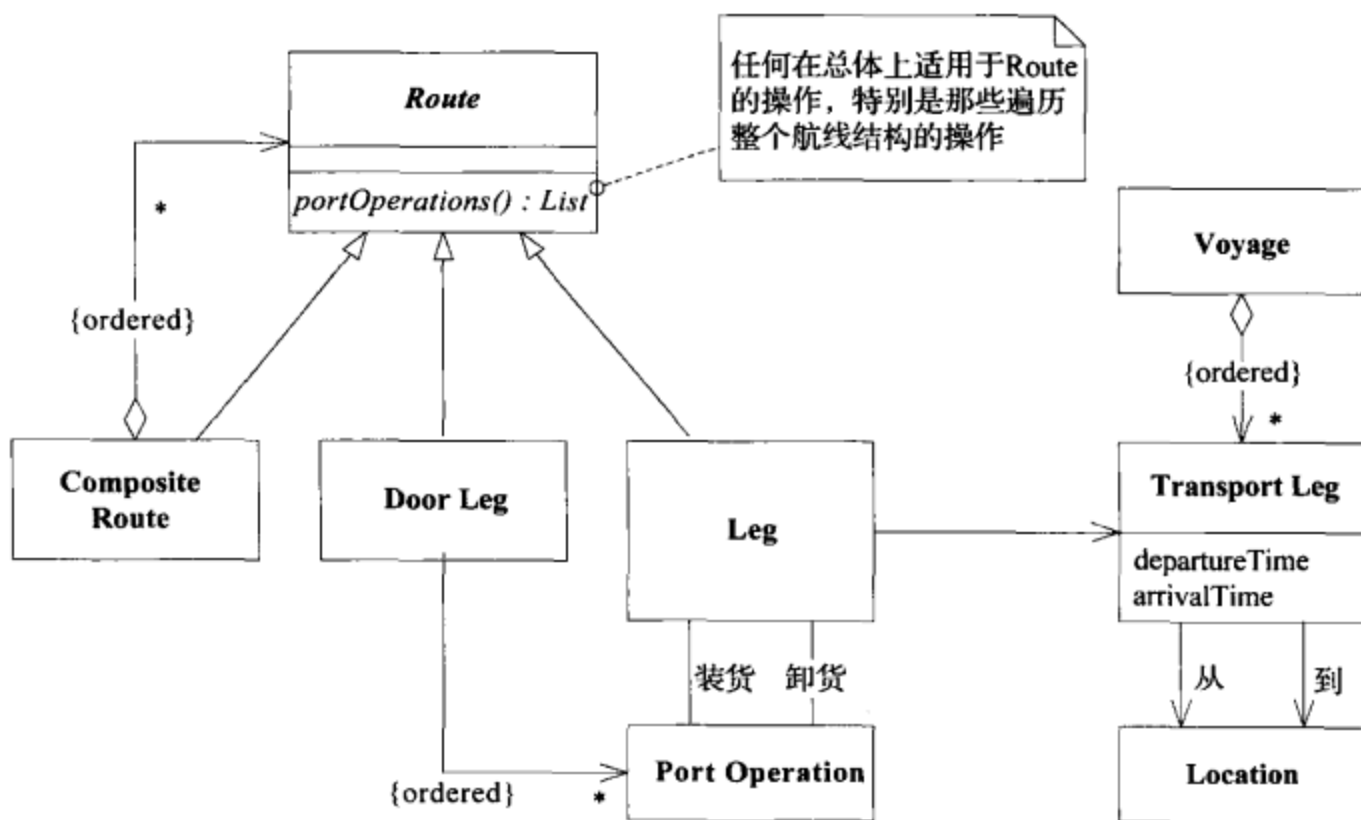 Route
portOperations() : List
任何在总体上适用于Route
的操作，特别是那些遍历
整个航线结构的操作
Voyage
*
{ordered}
{ordered}
*
Composite
Route
Door Leg
Leg
Transport Leg
departureTime
arrivalTime
装货
卸货
从
到
Port Operation
Location
{ordered}
*